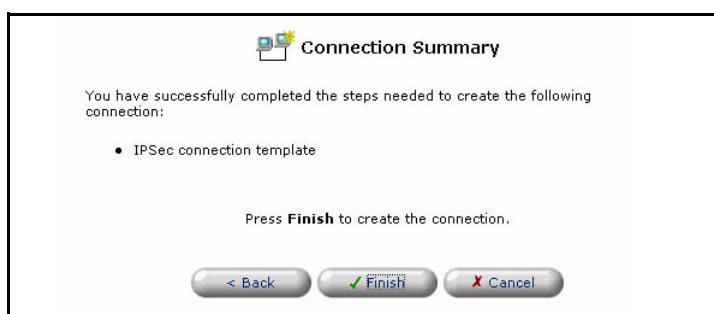 Connection Summary
You have successfully completed the steps needed to create the following
connection:
● IPSec connection template
Press Finish to create the connection.
< Back
Finish
Cancel